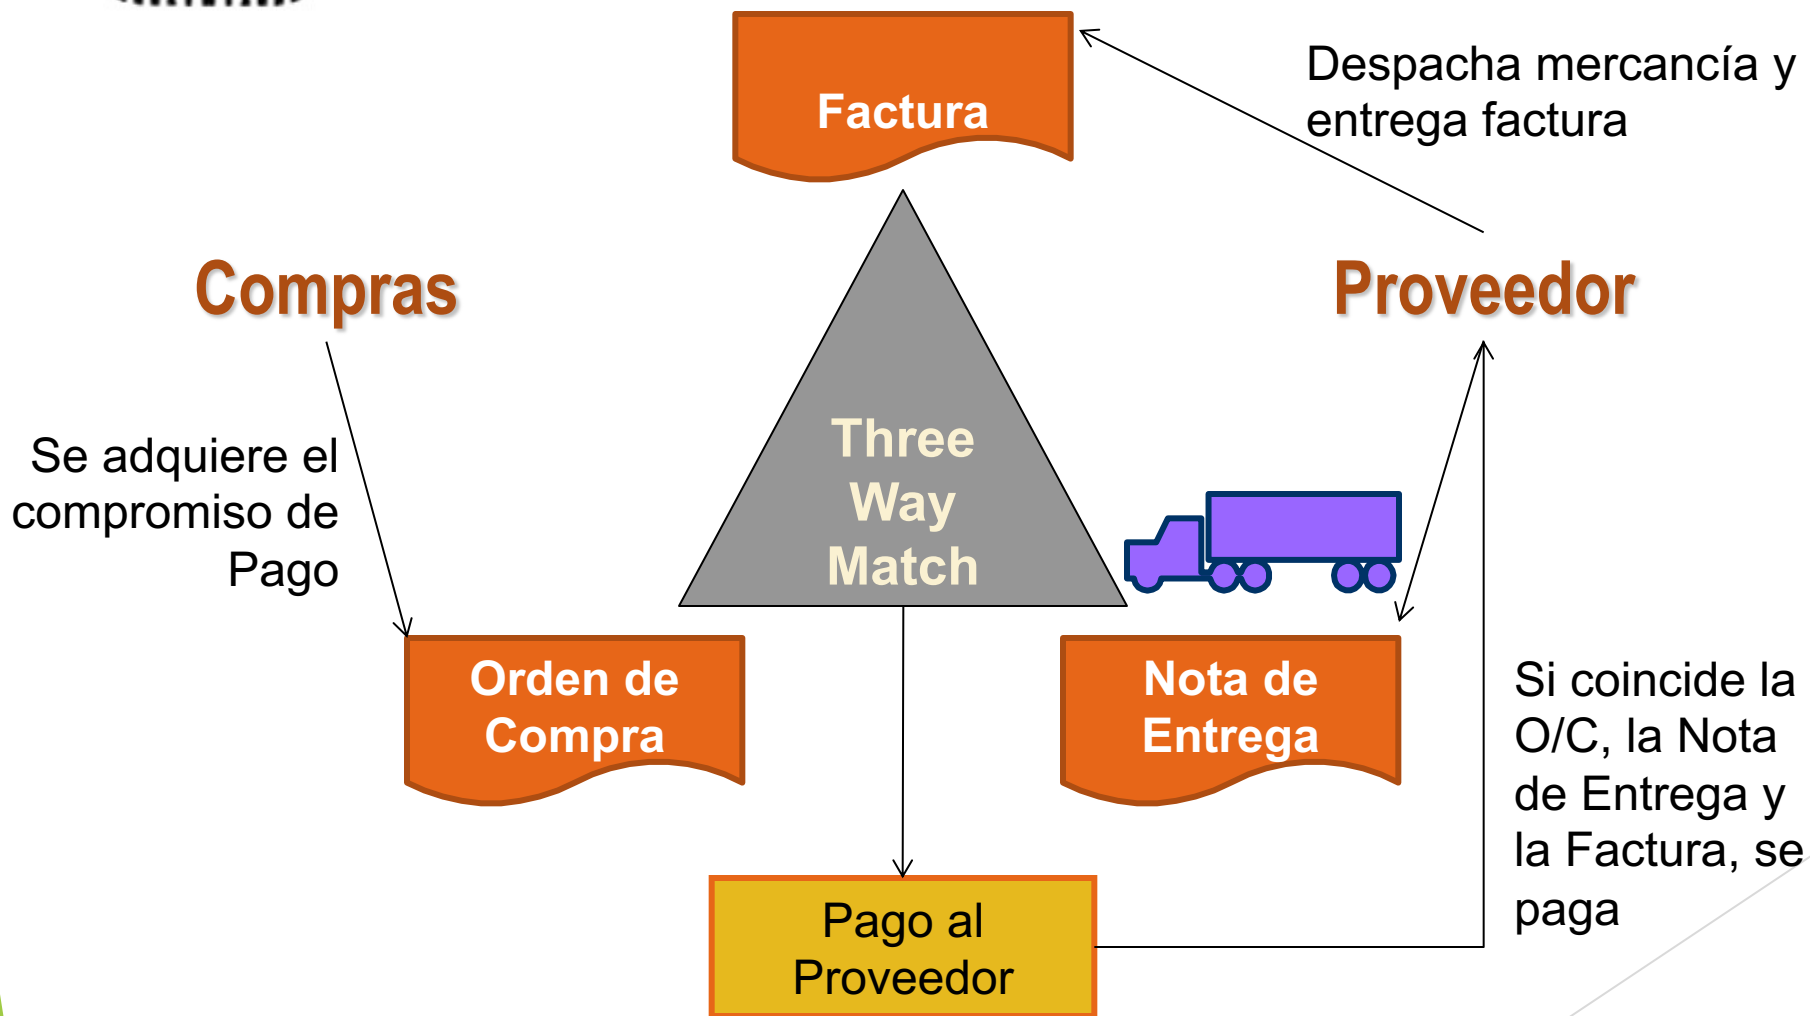 Factura
Despacha mercancía y
entrega factura
Compras
Proveedor
Se adquiere el
compromiso de
Pago
Three
Way
Match
Orden de
Compra
Nota de
Entrega
Si coincide la
O/C, la Nota
de Entrega y
la Factura, se
paga
Pago al
Proveedor